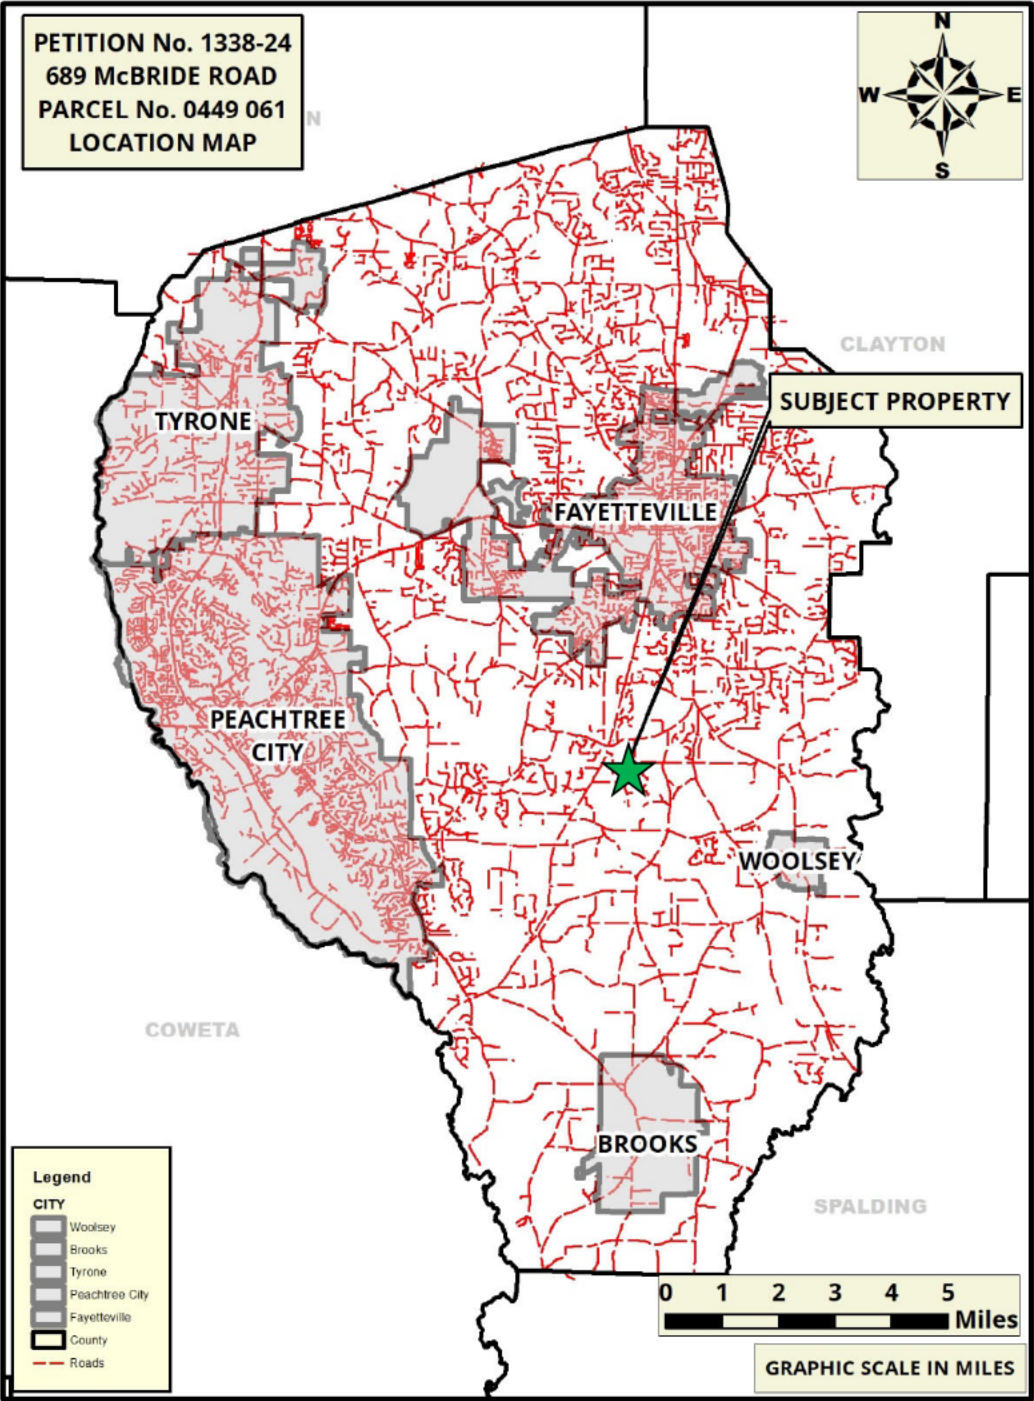 PETITION No. 1338-24
689 McBRIDE ROAD
PARCEL No. 0449 061
LOCATION MAP
N
N
W
E
S
CLAYTON
SUBJECT PROPERTY
TYRONE
FAYETTEVILLE
PEACHTREE
CITY
WOOLSEY
COWETA
BROOKS
SPALDING
Legend
CITY
Woolsey
Brooks
Tyrone
Peachtree City
Fayetteville
County
Roads
0 1 2 3 4 5
Miles
GRAPHIC SCALE IN MILES